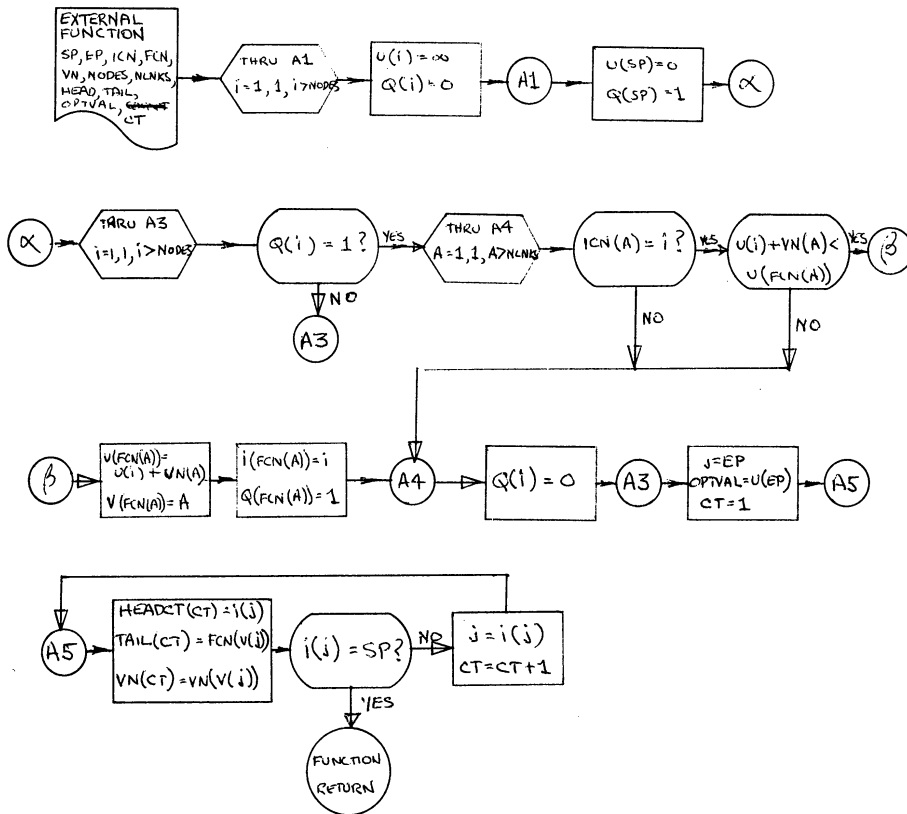 EXTERNAL
FUNCTION
SP, EP, ICN, FCN,
VN, NODES, NLNKS,
HEAD, TAIL,
OPTVAL,
CT
THRU A1
i=1,1, i>NODES
U(i)=∞
Q(i)=0
A1
U(SP)=0
Q(SP)=1
α
α
THRU A3
i=1,1, i>NODES
Q(i)=1?
YES
NO
A3
THRU A4
A=1,1, A>NLNKS
ICN(A)=i?
YES
NO
U(i)+VN(A)<
U(FCN(A))
YES
NO
β
β
U(FCN(A))=
U(i)+VN(A)
V(FCN(A))=A
i(FCN(A))=i
Q(FCN(A))=1
A4
Q(i)=0
A3
j=EP
OPTVAL=U(EP)
CT=1
A5
A5
HEADCT(CT)=i(j)
TAIL(CT)=FCN(V(j))
VN(CT)=VN(V(j))
i(j)=SP?
NO
YES
j=i(j)
CT=CT+1
FUNCTION
RETURN